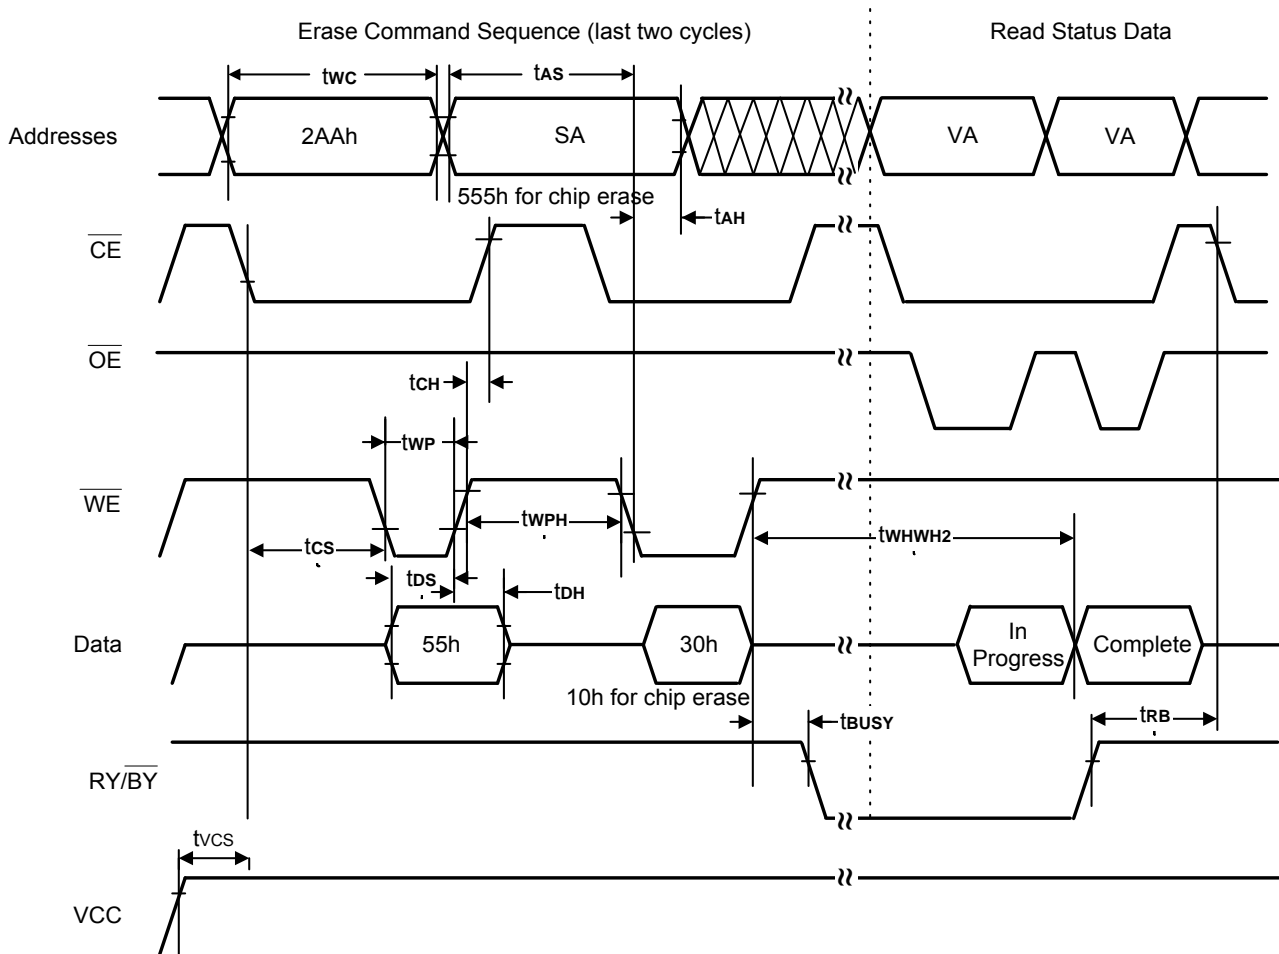 Erase Command Sequence (last two cycles)
Read Status Data
tWC
tAS
Addresses
2AAh
SA
VA
VA
555h for chip erase
tAH
CE
OE
tCH
tWP
WE
tWPH
tWHWH2
tCS
tDS
tDH
Data
55h
30h
In
Progress
Complete
10h for chip erase
tBUSY
tRB
RY/BY
tVCS
VCC